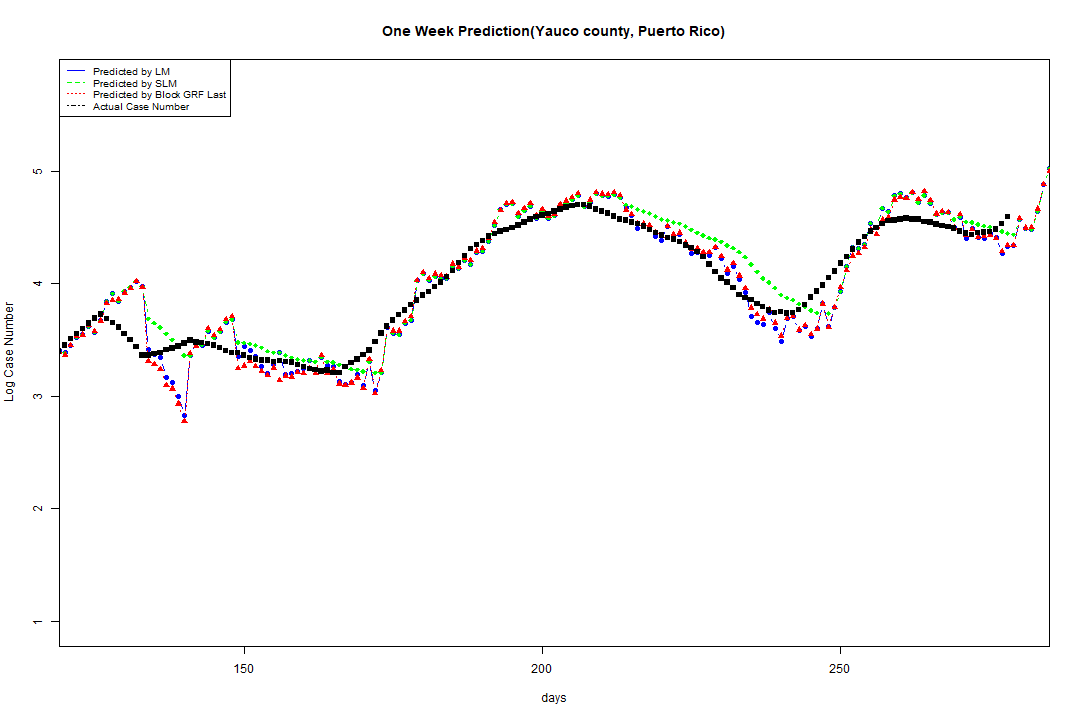 One Week Prediction(Yauco county, Puerto Rico)
Predicted by LM
Predicted by SLM
Predicted by Block GRF Last
Actual Case Number
5
4
3
2
1
Log Case Number
150
200
250
days